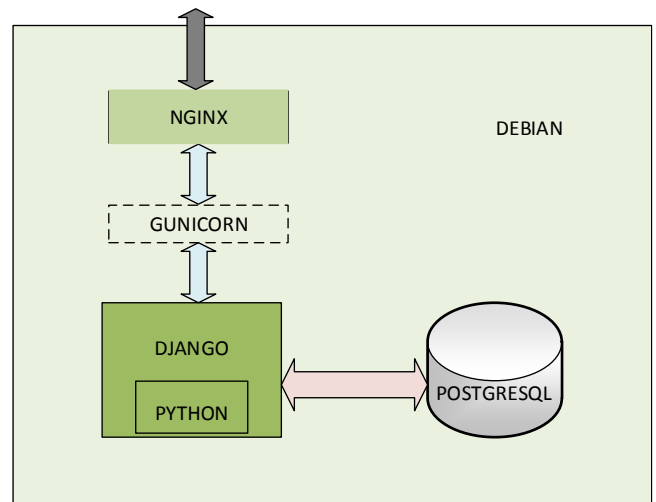 NGINX
DEBIAN
GUNICORN
DJANGO
PYTHON
POSTGRESQL